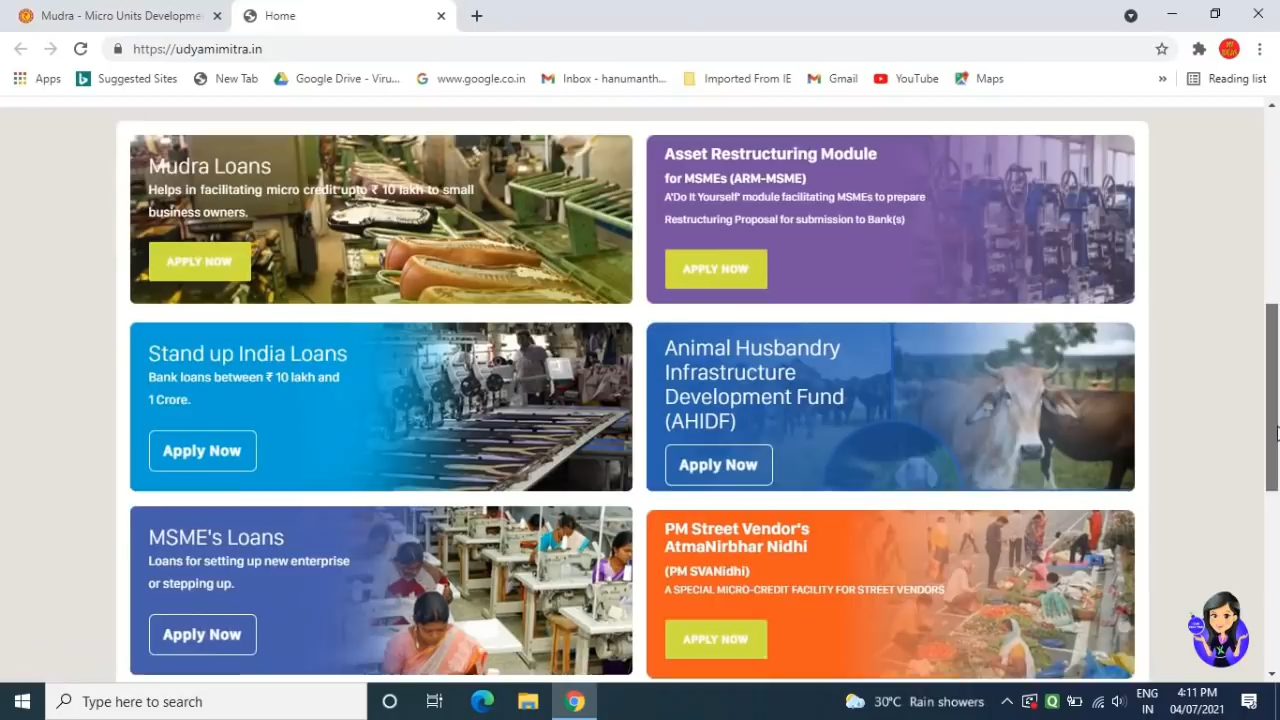 Mudra - Micro Units Developme
Home
https://udyamimitra.in
Apps
Suggested Sites
New Tab
Google Drive - Viru...
www.google.co.in
Inbox - hanumanth...
Imported From IE
Gmail
YouTube
Maps
»
Reading list
Mudra Loans
Helps in facilitating micro credit upto ₹ 10 lakh to small
business owners.
APPLY NOW
Asset Restructuring Module
for MSMEs (ARM-MSME)
A'Do It Yourself' module facilitating MSMEs to prepare
Restructuring Proposal for submission to Bank(s)
APPLY NOW
Stand up India Loans
Bank loans between ₹ 10 lakh and
1 Crore.
Apply Now
Animal Husbandry
Infrastructure
Development Fund
(AHIDF)
Apply Now
MSME's Loans
Loans for setting up new enterprise
or stepping up.
Apply Now
PM Street Vendor's
AtmaNirbhar Nidhi
(PM SVANidhi)
A SPECIAL MICRO-CREDIT FACILITY FOR STREET VENDORS
APPLY NOW
Type here to search
30°C Rain showers
ENG
IN
4:11 PM
04/07/2021